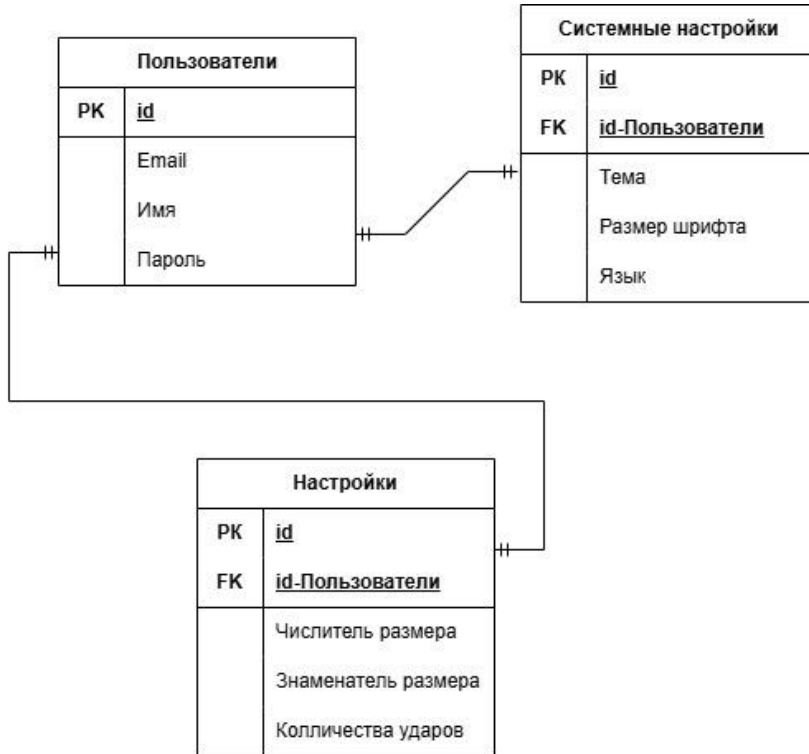 Пользователи
PK id
Email
Имя
Пароль
Системные настройки
PK id
FK id-Пользователи
Тема
Размер шрифта
Язык
Настройки
PK id
FK id-Пользователи
Числитель размера
Знаменатель размера
Колличества ударов